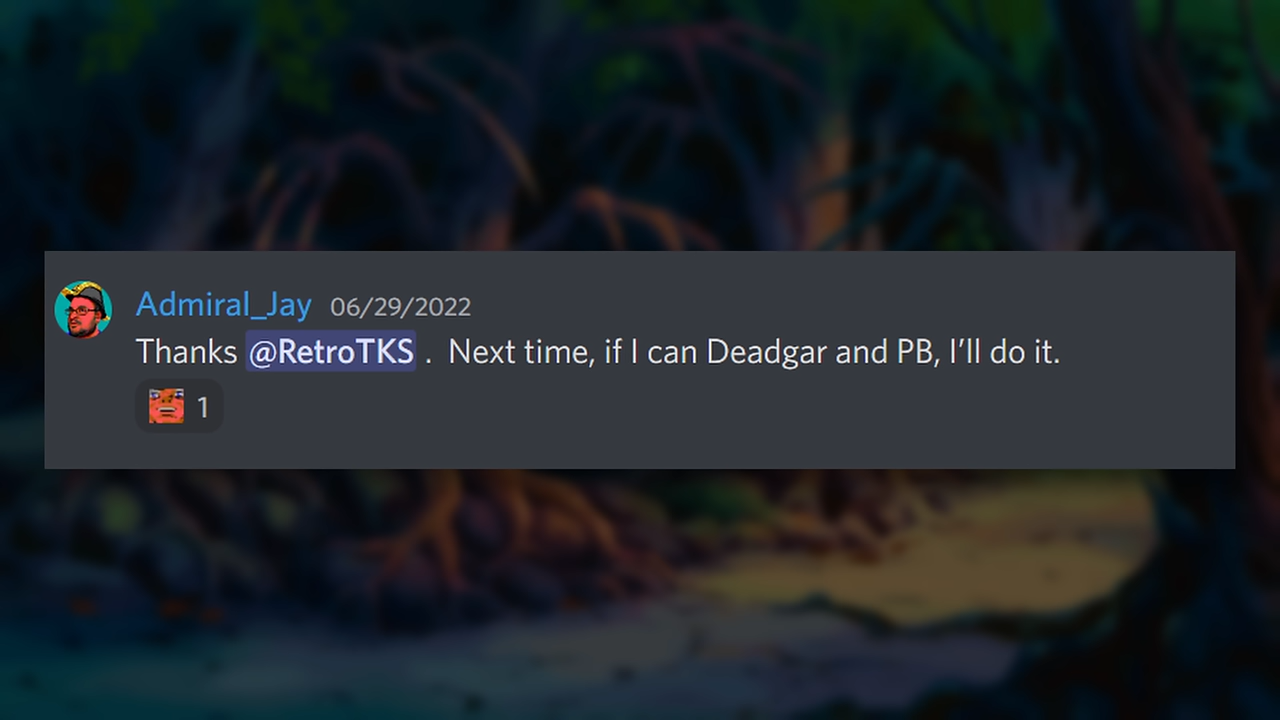 Admiral_Jay 06/29/2022
Thanks @RetroTKS .  Next time, if I can Deadgar and PB, I’ll do it.
1